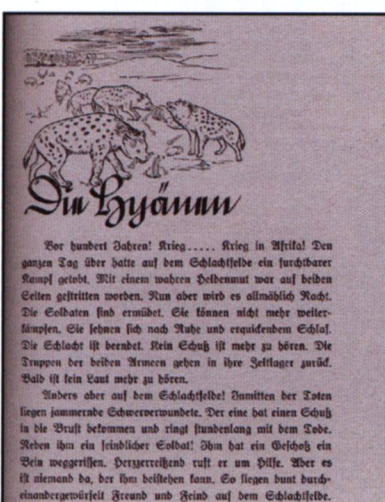 Die Hyänen
Vor hundert Jahren! Krieg..... Krieg in Afrika! Den
ganzen Tag über hatte auf dem Schlachtfelde ein furchtbarer
Kampf getobt. Mit einem wahren Heldenmut war auf beiden
Seiten gestritten worden. Nun aber wird es allmählich Nacht.
Die Soldaten sind ermüdet. Sie können nicht mehr weiter-
kämpfen. Sie sehnen sich nach Ruhe und erquickendem Schlaf.
Die Schlacht ist beendet. Kein Schuß ist mehr zu hören. Die
Truppen der beiden Armeen gehen in ihre Zeltlager zurück.
Bald ist kein Laut mehr zu hören.
Anders aber auf dem Schlachtfelde! Inmitten der Toten
liegen jammernde Schwerverwundete. Der eine hat einen Schuß
in die Brust bekommen und ringt stundenlang mit dem Tode.
Neben ihm ein feindlicher Soldat! Ihm hat ein Geschoß ein
Bein weggerissen. Herzzerreißend ruft er um Hilfe. Aber es
ist niemand da, der ihm beistehen kann. So liegen bunt durch-
einandergewürfelt Freund und Feind auf dem Schlachtfelde.